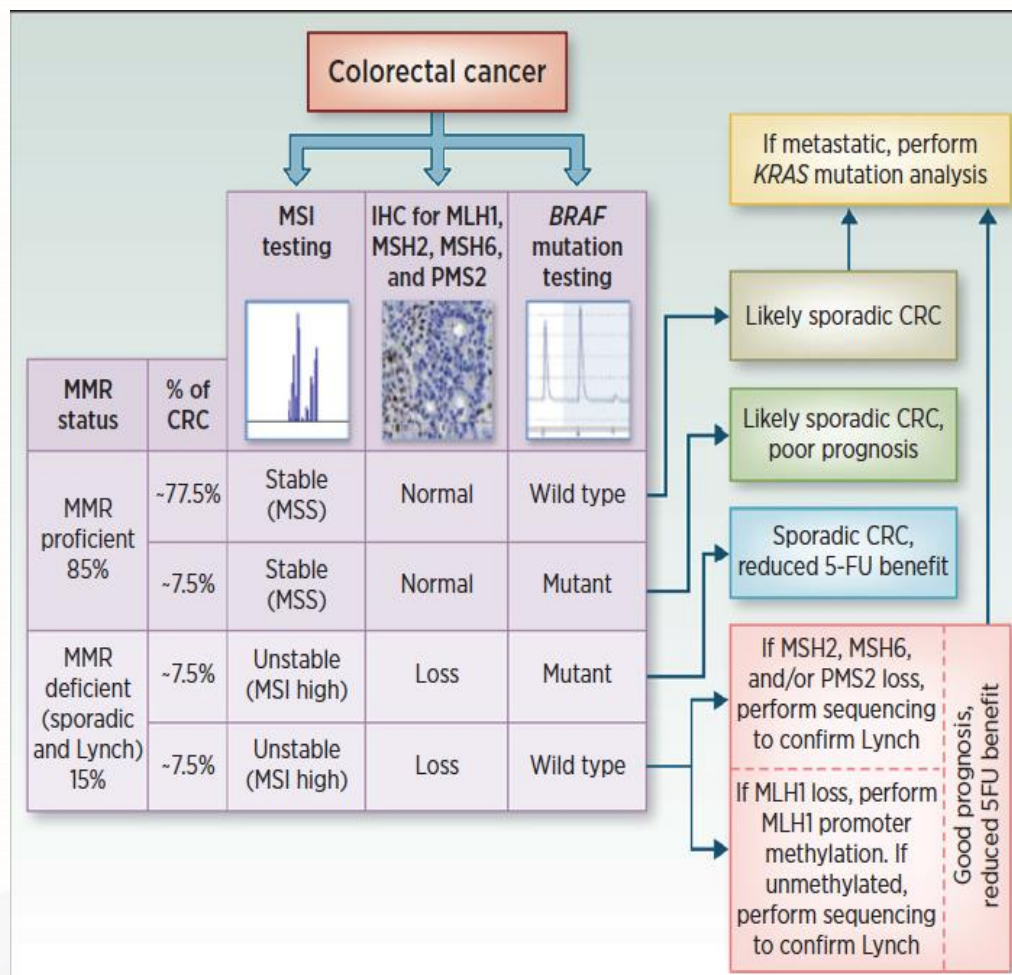 Colorectal cancer
If metastatic, perform
KRAS mutation analysis
MSI
testing
IHC for MLH1,
MSH2, MSH6,
and PMS2
BRAF
mutation
testing
Likely sporadic CRC
MMR
status
% of
CRC
Likely sporadic CRC,
poor prognosis
MMR
proficient
85%
~77.5%
Stable
(MSS)
Normal
Wild type
~7.5%
Stable
(MSS)
Normal
Mutant
Sporadic CRC,
reduced 5-FU benefit
MMR
deficient
(sporadic
and Lynch)
15%
~7.5%
Unstable
(MSI high)
Loss
Mutant
~7.5%
Unstable
(MSI high)
Loss
Wild type
If MSH2, MSH6,
and/or PMS2 loss,
perform sequencing
to confirm Lynch
If MLH1 loss, perform
MLH1 promoter
methylation. If
unmethylated,
perform sequencing
to confirm Lynch
Good prognosis,
reduced 5FU benefit